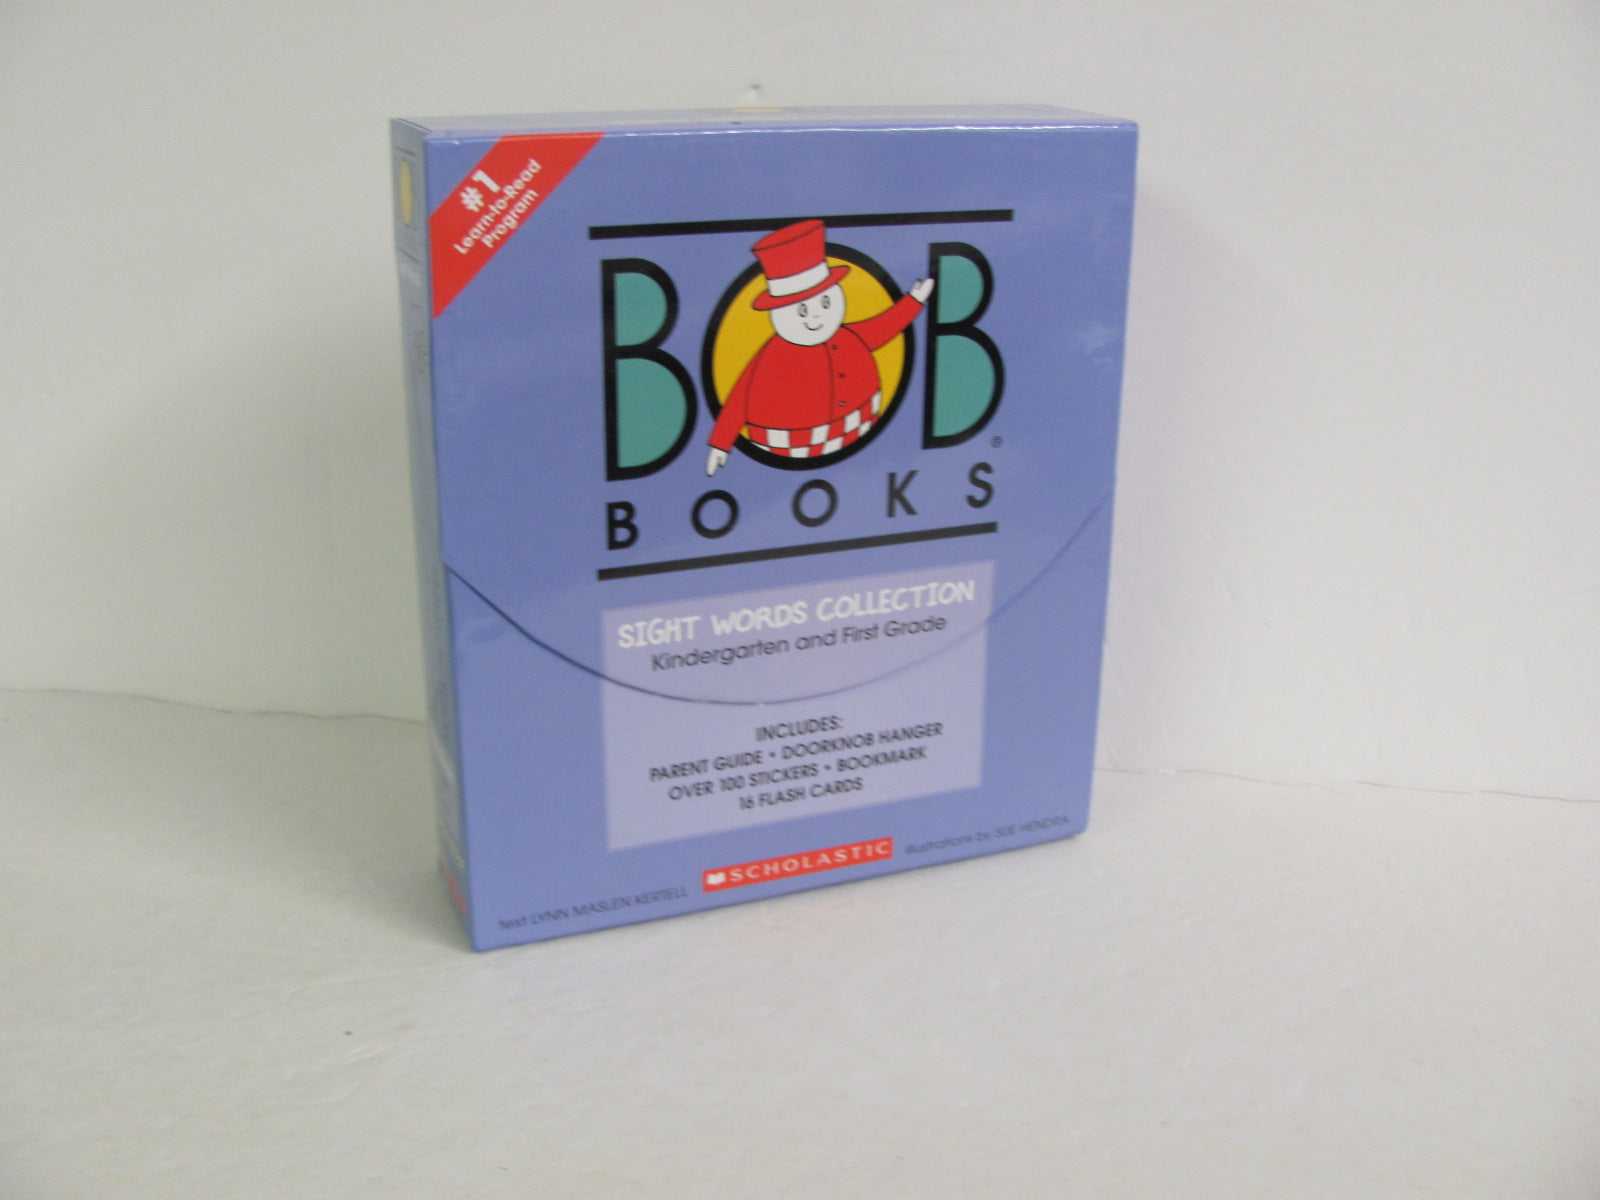 #1
Learn-to-Read
Program
BOB
BOOKS
SIGHT WORDS COLLECTION
Kindergarten and First Grade
INCLUDES:
PARENT GUIDE • DOORKNOB HANGER
OVER 100 STICKERS • BOOKMARK
16 FLASH CARDS
text LYNN MASLEN KERTELL
SCHOLASTIC
illustrations by SUE HENDRA